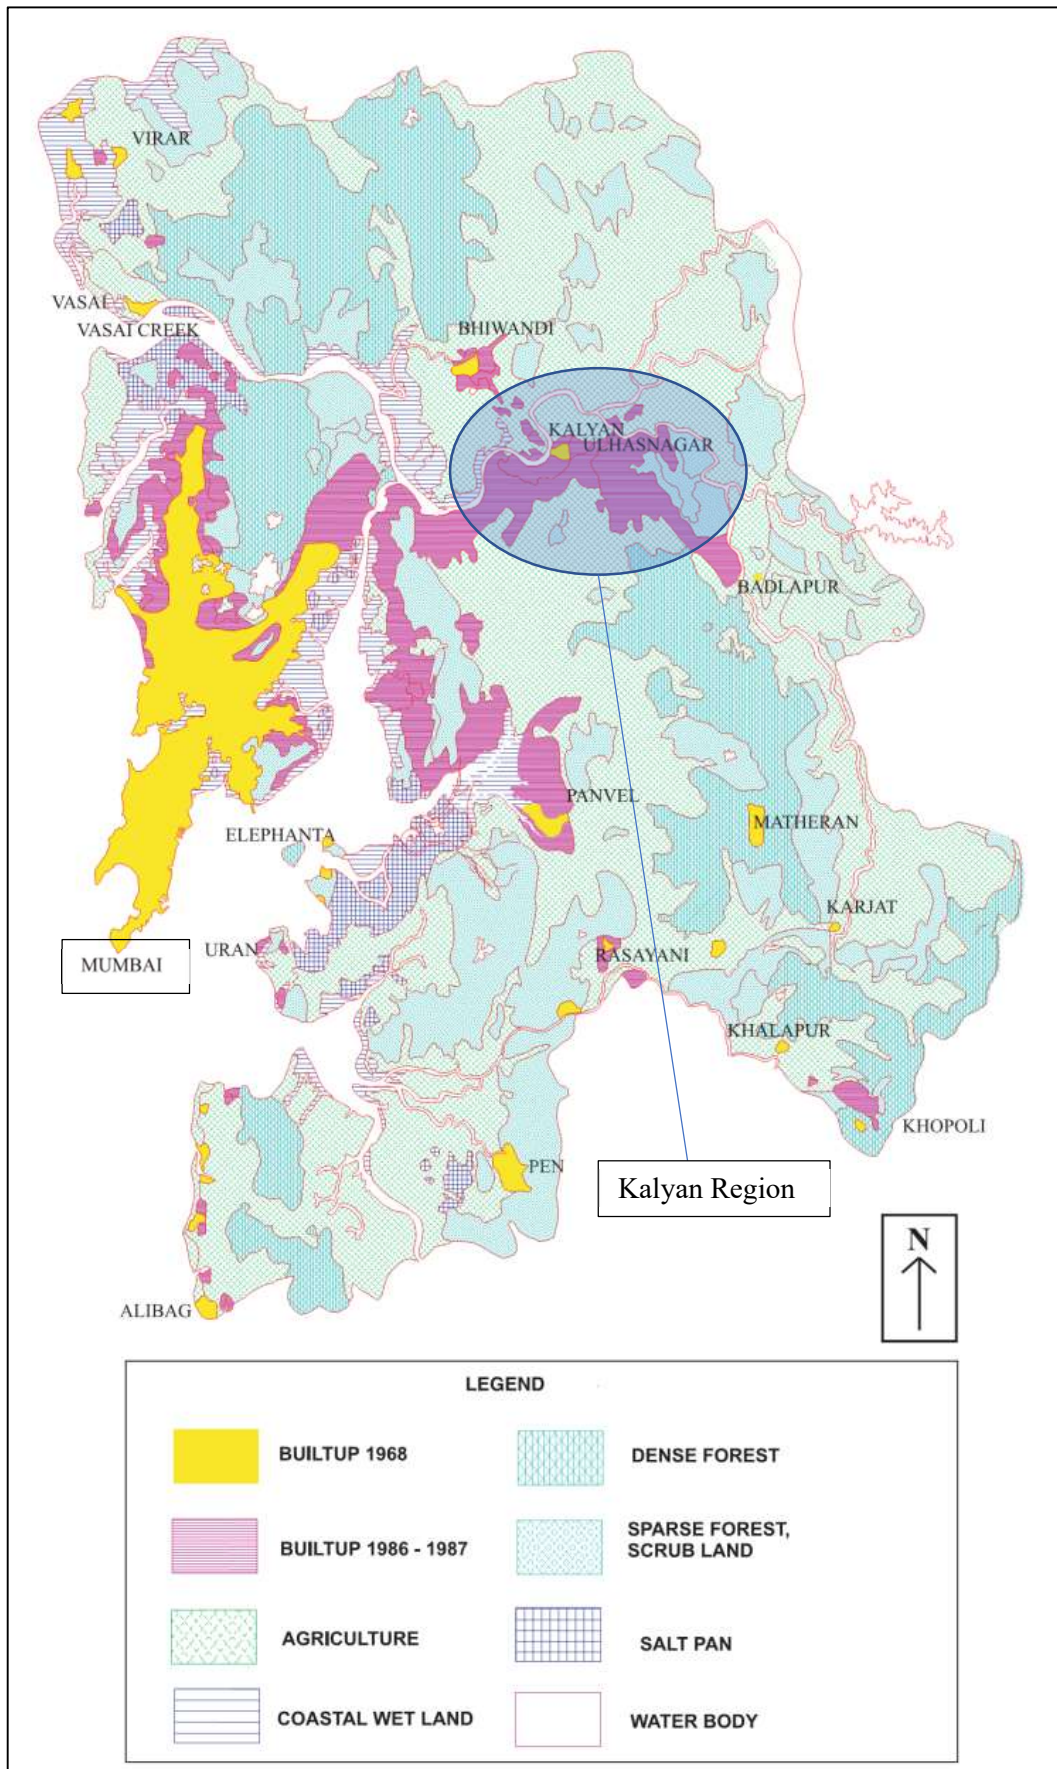 VIRAR
VASAI
VASAI CREEK
BHIWANDI
KALYAN
ULHASNAGAR
BADLAPUR
PANVEL
ELEPHANTA
MATHERAN
KARJAT
MUMBAI
URAN
RASAYANI
KHALAPUR
KHOPOLI
PEN
Kalyan Region
N
ALIBAG
LEGEND
BUILTUP 1968
DENSE FOREST
BUILTUP 1986 - 1987
SPARSE FOREST,
SCRUB LAND
AGRICULTURE
SALT PAN
COASTAL WET LAND
WATER BODY